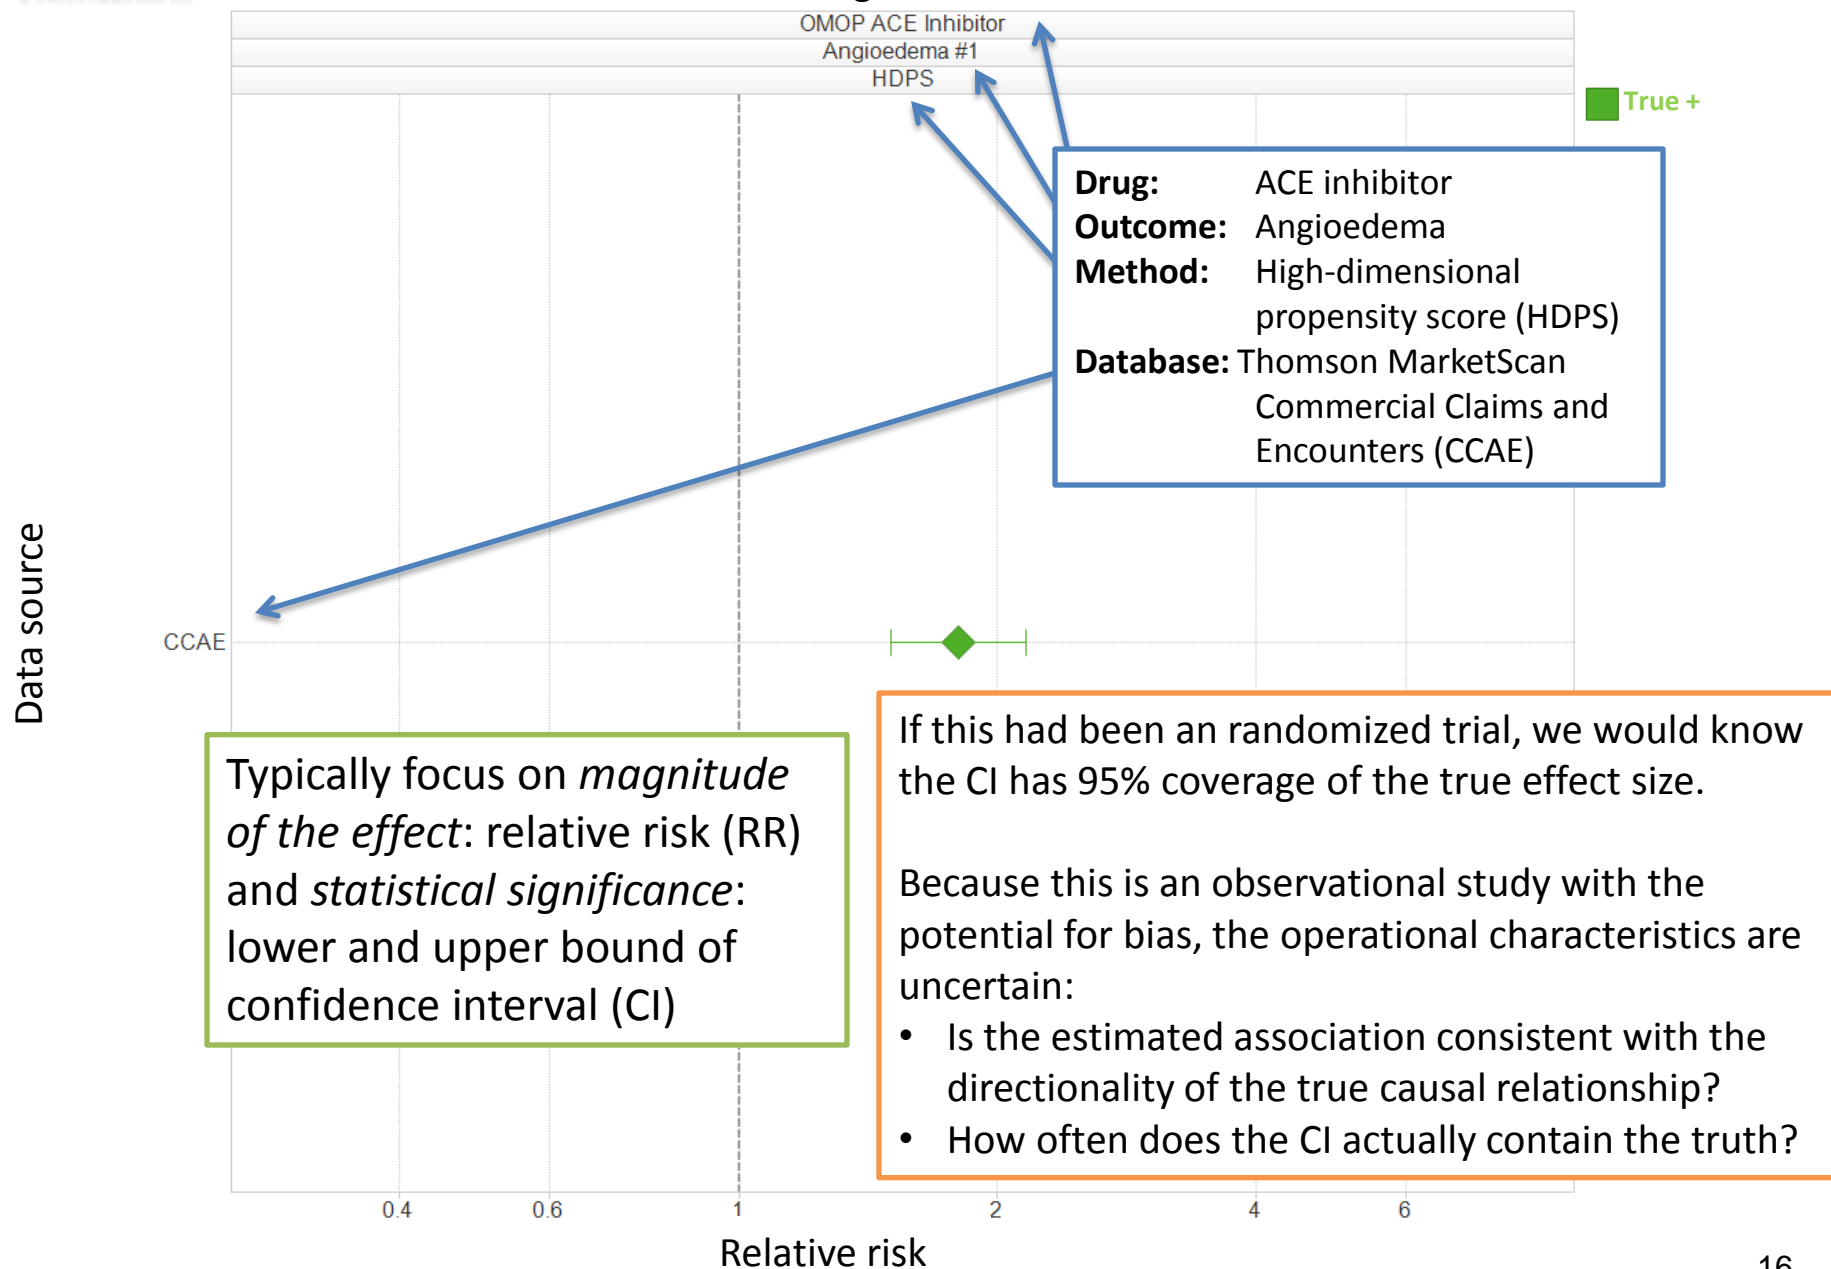 OMOP ACE Inhibitor
Angioedema #1
HDPS
True +
Drug: ACE inhibitor
Outcome: Angioedema
Method: High-dimensional
propensity score (HDPS)
Database: Thomson MarketScan
Commercial Claims and
Encounters (CCAE)
Data source
CCAE
Typically focus on magnitude
of the effect: relative risk (RR)
and statistical significance:
lower and upper bound of
confidence interval (CI)
If this had been an randomized trial, we would know
the CI has 95% coverage of the true effect size.
Because this is an observational study with the
potential for bias, the operational characteristics are
uncertain:
• Is the estimated association consistent with the
directionality of the true causal relationship?
• How often does the CI actually contain the truth?
0.4 0.6 1 2 4 6
Relative risk
16